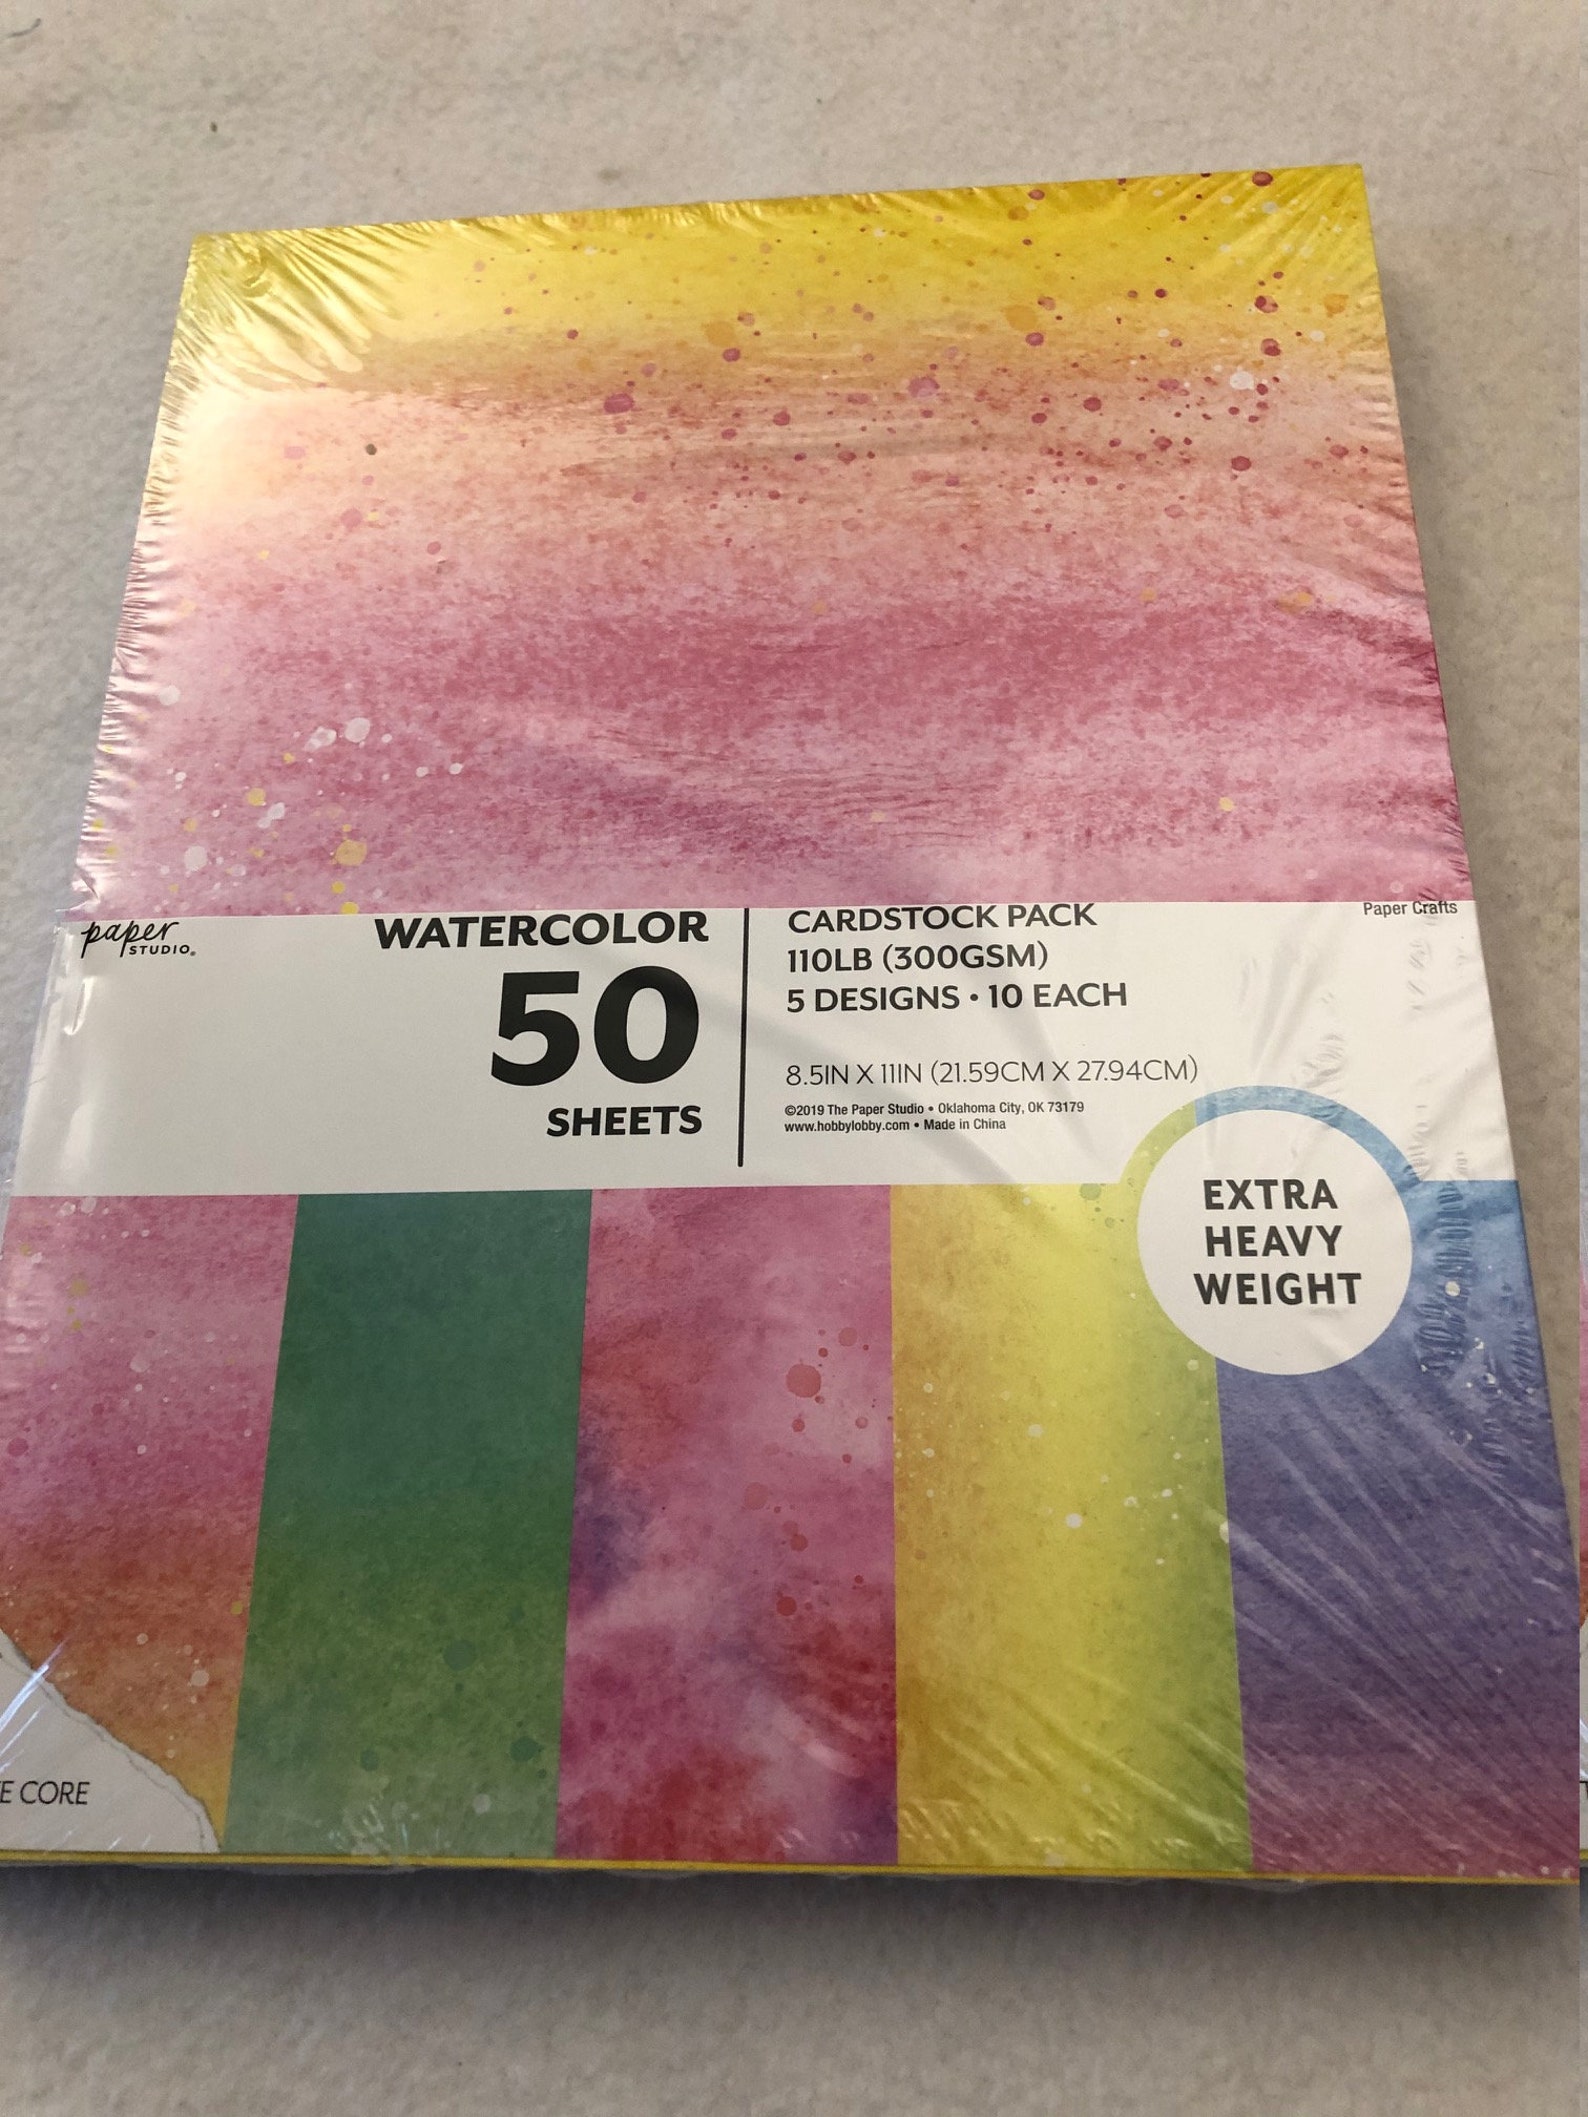 paper
STUDIO®
WATERCOLOR
50
SHEETS
CARDSTOCK PACK
110LB (300GSM)
5 DESIGNS • 10 EACH
8.5IN X 11IN (21.59CM X 27.94CM)
©2019 The Paper Studio • Oklahoma City, OK 73179
www.hobbylobby.com • Made in China
Paper Crafts
EXTRA
HEAVY
WEIGHT
E CORE